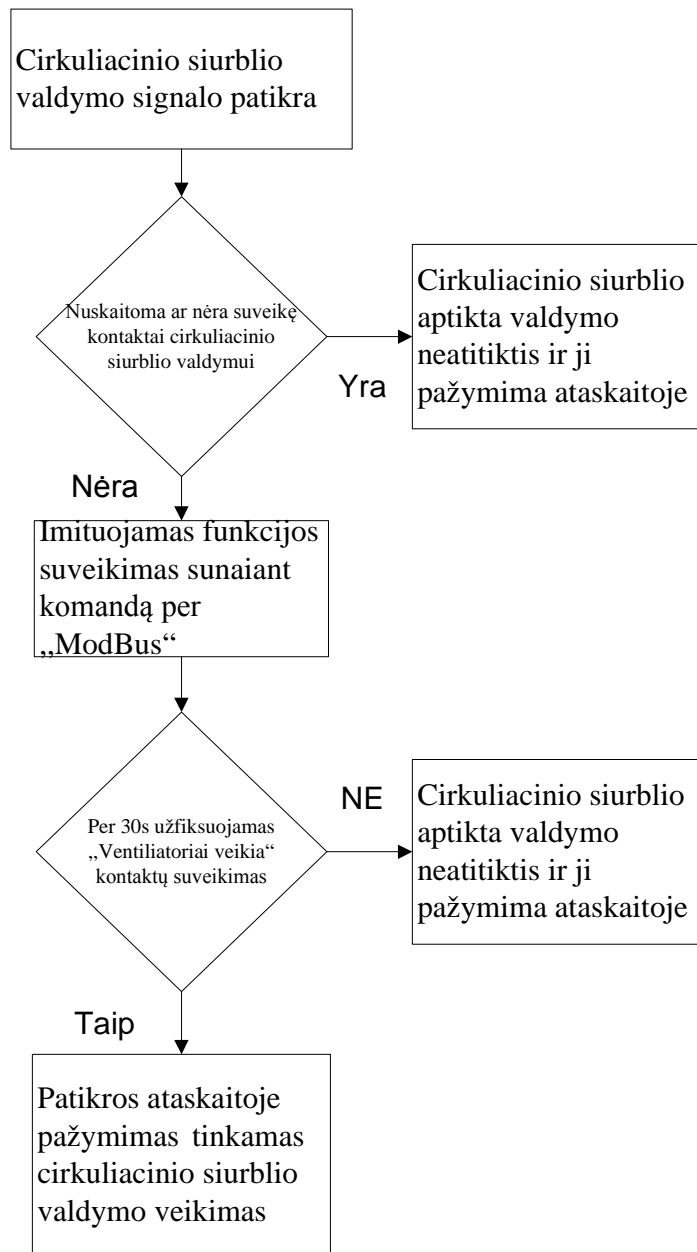 Cirkuliacinio siurblio
valdymo signalo patikra
Nuskaitoma ar nėra suveikę
kontaktai cirkuliacinio
siurblio valdymui
Yra
Cirkuliacinio siurblio
aptikta valdymo
neatitiktis ir ji
pažymima ataskaitoje
Nėra
Imituojamas funkcijos
suveikimas sunaiant
komandą per
„ModBus“
Per 30s užfiksuojamas
„Ventiliatoriai veikia“
kontaktų suveikimas
NE
Cirkuliacinio siurblio
aptikta valdymo
neatitiktis ir ji
pažymima ataskaitoje
Taip
Patikros ataskaitoje
pažymimas tinkamas
cirkuliacinio siurblio
valdymo veikimas